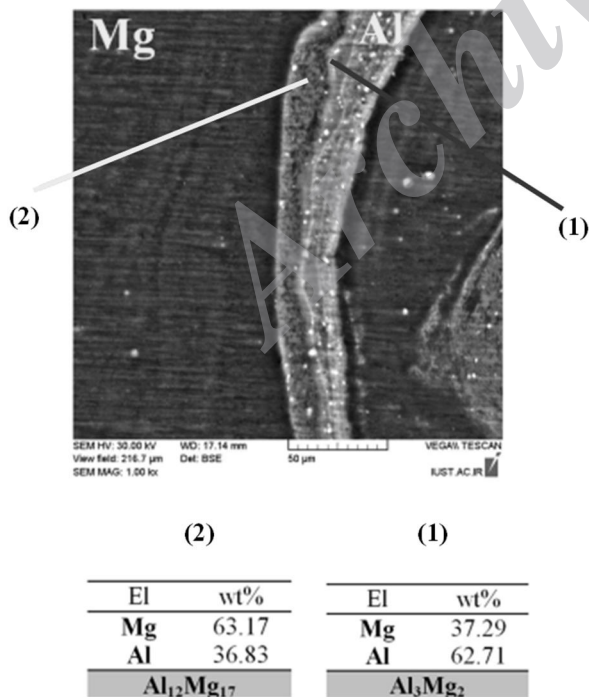 Mg
Al
Archiv
(2)
(1)
SEM HV: 30.00 kV WD: 17.14 mm VEGA\\ TESCAN
View field: 216.7 µm Det: BSE 50 µm
SEM MAG: 1.00 kx IUST.AC.IR
(2) (1)
El wt% El wt%
Mg 63.17 Mg 37.29
Al 36.83 Al 62.71
Al₁₂Mg₁₇ Al₃Mg₂